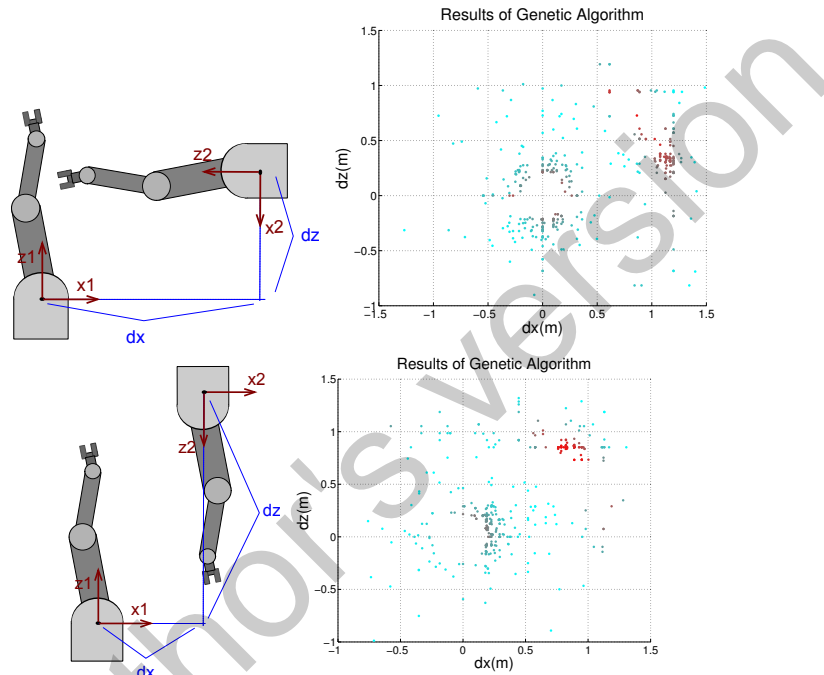 Results of Genetic Algorithm
z2
x2
z1
x1
dz
dx
1.5
1
0.5
0
−0.5
−1
dz(m)
−1.5 −1 −0.5 0 0.5 1 1.5
dx(m)
Results of Genetic Algorithm
x2
z2
z1
x1
dz
dx
1.5
1
0.5
0
−0.5
−1
dz(m)
−1 −0.5 0 0.5 1 1.5
dx(m)
thor's version